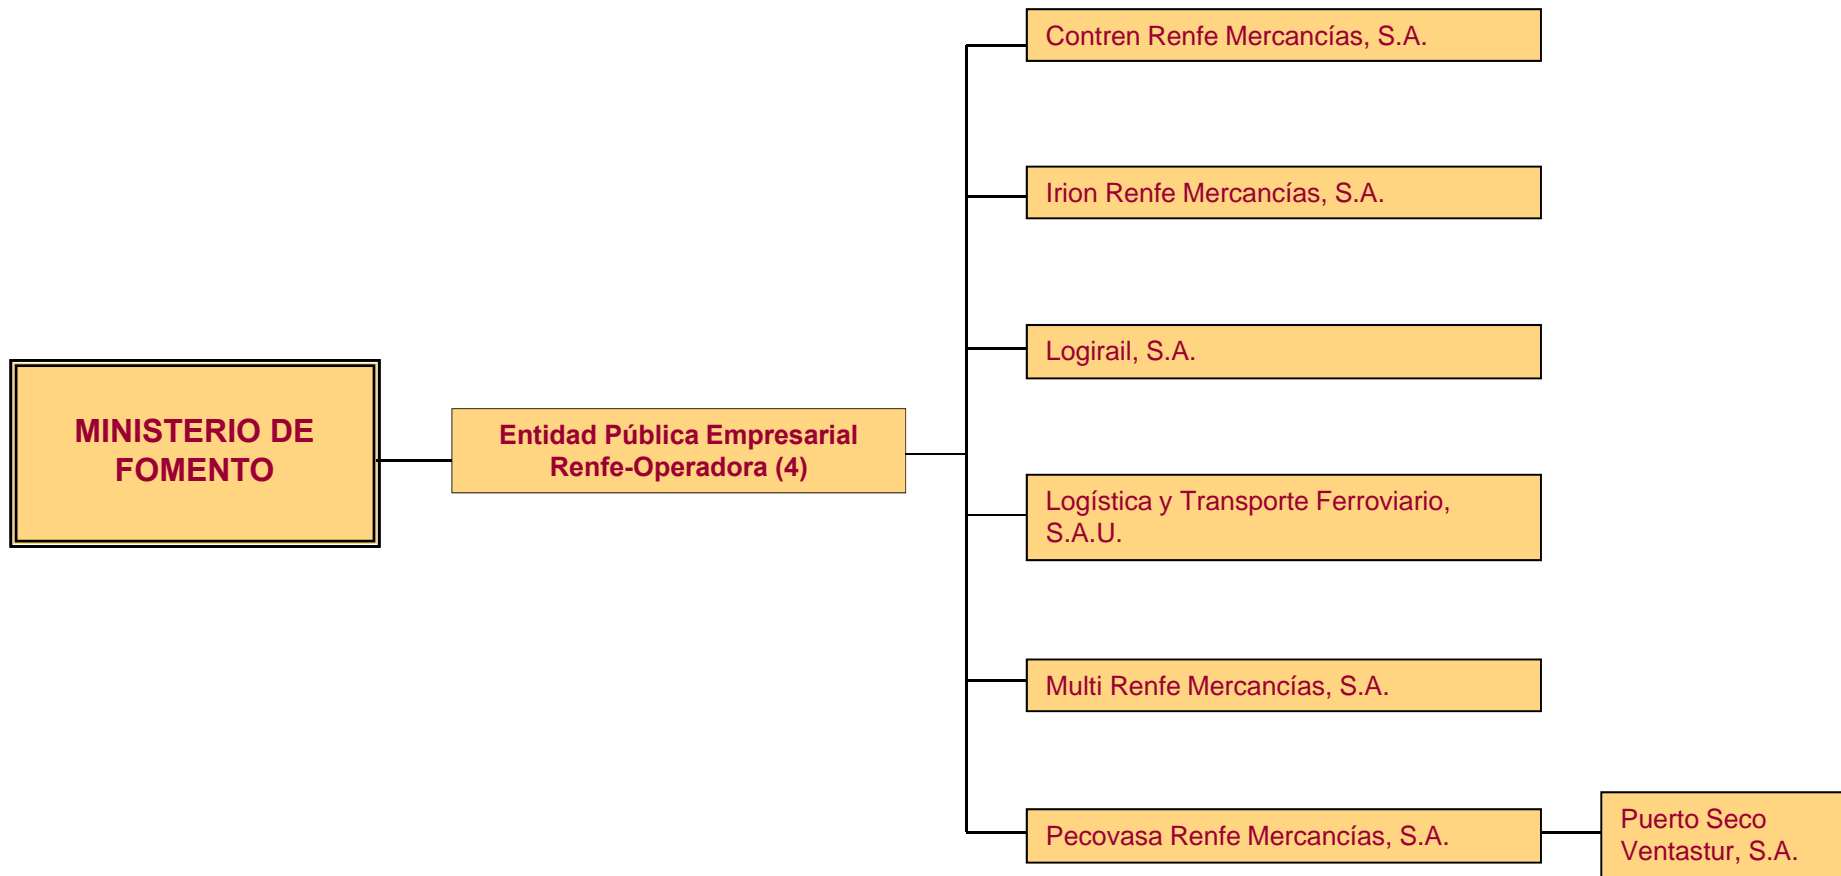 MINISTERIO DE
FOMENTO
Entidad Pública Empresarial
Renfe-Operadora (4)
Contren Renfe Mercancías, S.A.
Irion Renfe Mercancías, S.A.
Logirail, S.A.
Logística y Transporte Ferroviario,
S.A.U.
Multi Renfe Mercancías, S.A.
Pecovasa Renfe Mercancías, S.A.
Puerto Seco
Ventastur, S.A.